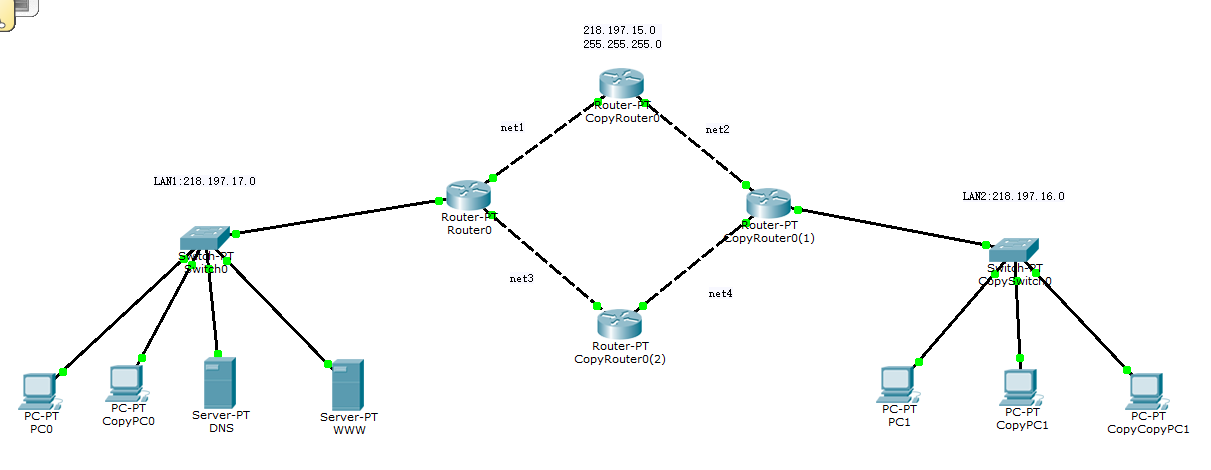 218.197.15.0
255.255.255.0
Router-PT
CopyRouter0
net1
net2
LAN1:218.197.17.0
LAN2:218.197.16.0
Router-PT
Router0
Router-PT
CopyRouter0(1)
Switch-PT
Switch0
Switch-PT
CopySwitch0
net3
net4
Router-PT
CopyRouter0(2)
PC-PT
PC0
PC-PT
CopyPC0
Server-PT
DNS
Server-PT
WWW
PC-PT
PC1
PC-PT
CopyPC1
PC-PT
CopyCopyPC1